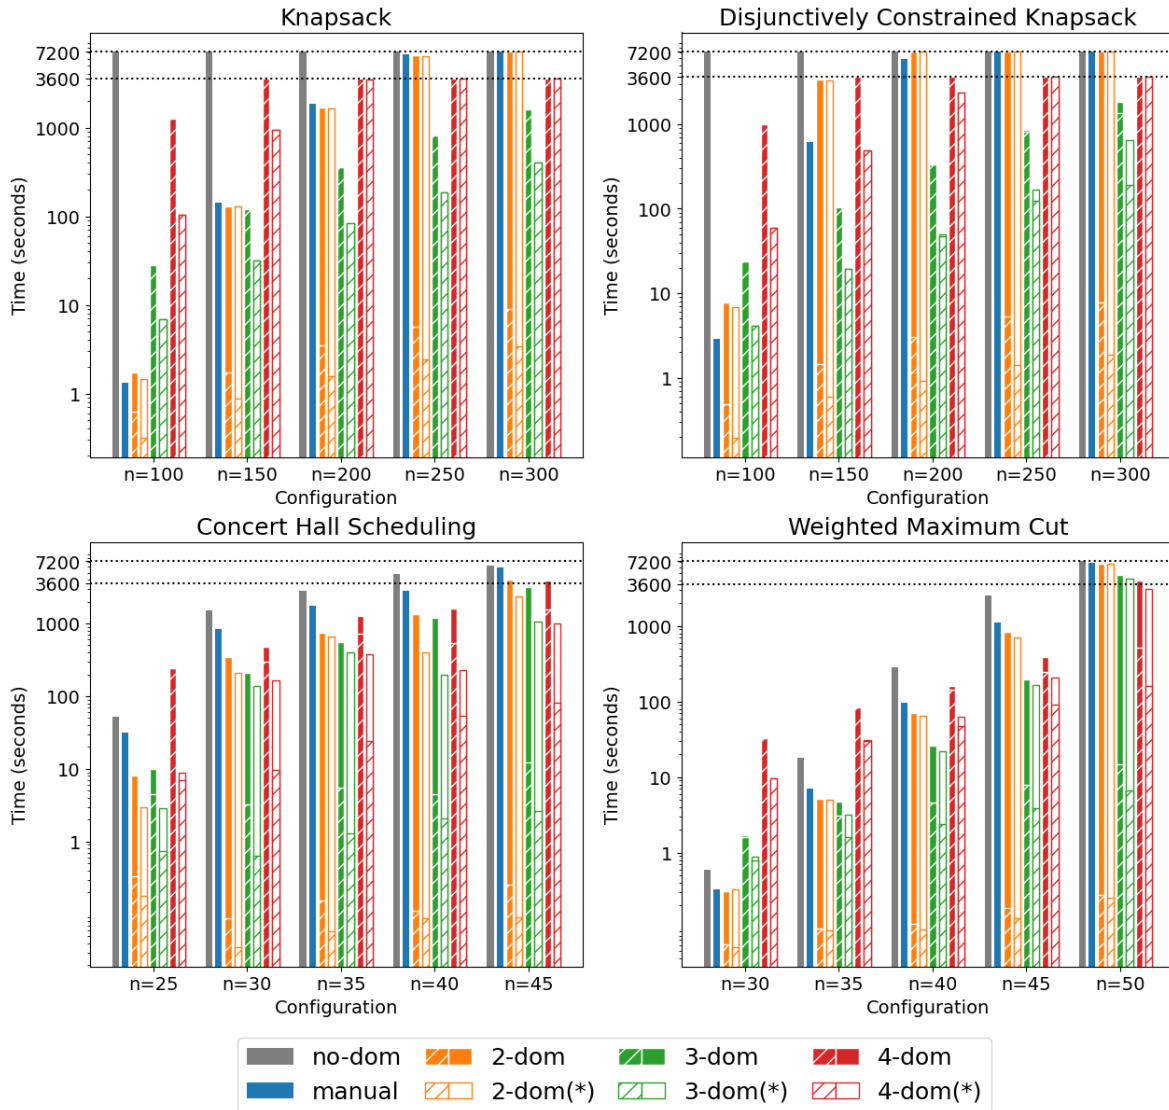 Knapsack
7200
3600
1000
100
10
1
Time (seconds)
n=100 n=150 n=200 n=250 n=300
Configuration
Disjunctively Constrained Knapsack
7200
3600
1000
100
10
1
Time (seconds)
n=100 n=150 n=200 n=250 n=300
Configuration
Concert Hall Scheduling
7200
3600
1000
100
10
1
Time (seconds)
n=25 n=30 n=35 n=40 n=45
Configuration
Weighted Maximum Cut
7200
3600
1000
100
10
1
Time (seconds)
n=30 n=35 n=40 n=45 n=50
Configuration
no-dom 2-dom 3-dom 4-dom
manual 2-dom(*) 3-dom(*) 4-dom(*)